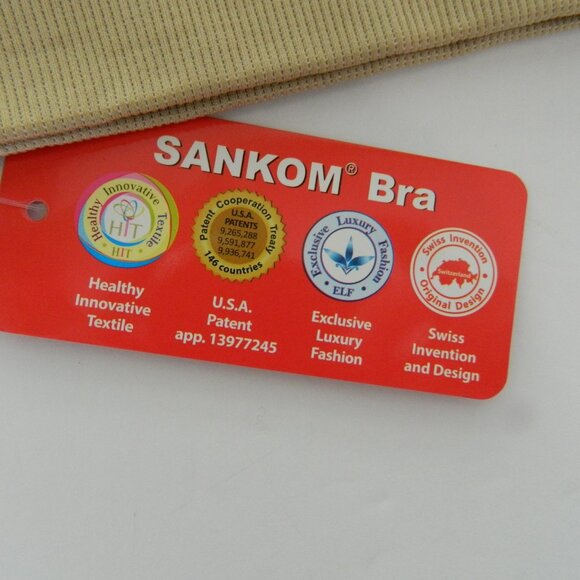 SANKOM® Bra
Healthy Innovative Textile
HIT
· HIT ·
Healthy
Innovative
Textile
Patent Cooperation Treaty
U.S.A.
PATENTS
9,265,288
9,591,877
9,936,741
146 countries
U.S.A.
Patent
app. 13977245
Exclusive Luxury Fashion
· ELF ·
Exclusive
Luxury
Fashion
Swiss Invention
Switzerland
Original Design
Swiss
Invention
and Design